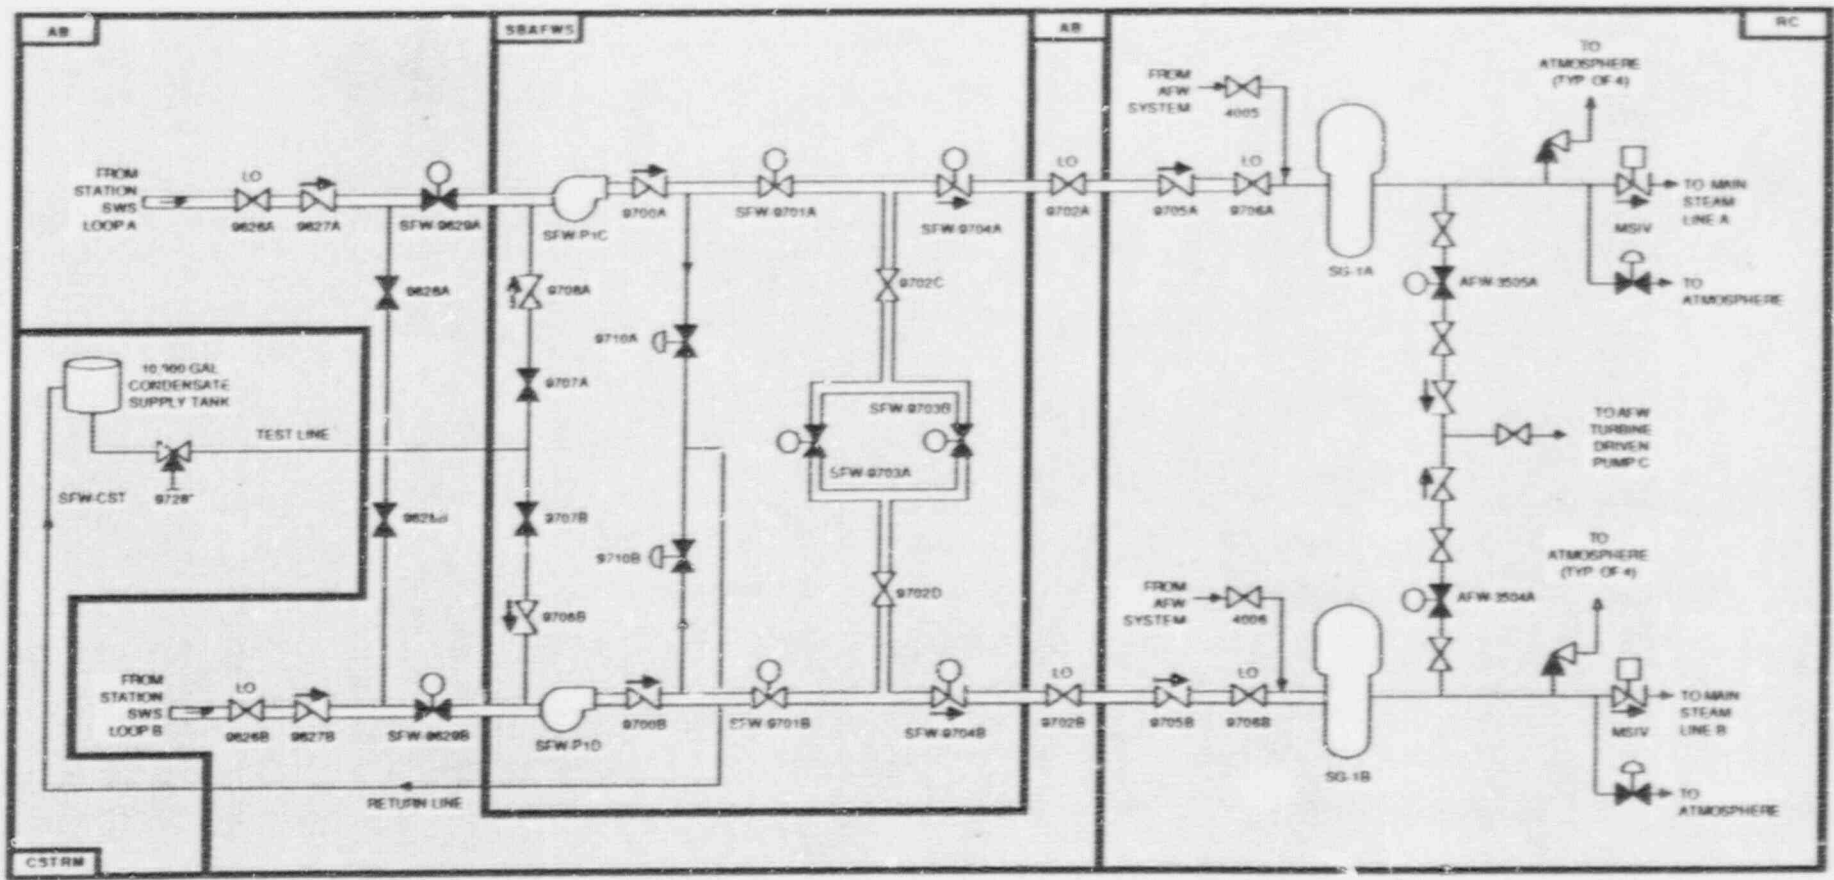 AB
SBAFWS
AB
RC
FROM
STATION
SWS
LOOP A
LO
9626A
9627A
SFW-9629A
SFW-P1C
9700A
SFW-9701A
SFW-9704A
LO
9702A
FROM
AFW
SYSTEM
4005
9705A
LO
9706A
SG-1A
TO
ATMOSPHERE
(TYP. OF 4)
MSIV
TO MAIN
STEAM
LINE A
TO
ATMOSPHERE
9628A
9708A
9710A
9702C
AFW-3505A
10,000 GAL
CONDENSATE
SUPPLY TANK
9707A
SFW-9703B
SFW-9703A
TEST LINE
SFW-CST
9728*
TO AFW
TURBINE
DRIVEN
PUMP C
9628B
9707B
9710B
9702D
9708B
FROM
AFW
SYSTEM
4006
AFW-3504A
TO
ATMOSPHERE
(TYP. OF 4)
FROM
STATION
SWS
LOOP B
LO
9626B
9627B
SFW-9629B
SFW-P1D
9700B
SFW-9701B
SFW-9704B
LO
9702B
9705B
LO
9706B
SG-1B
MSIV
TO MAIN
STEAM
LINE B
TO
ATMOSPHERE
RETURN LINE
CSTRM